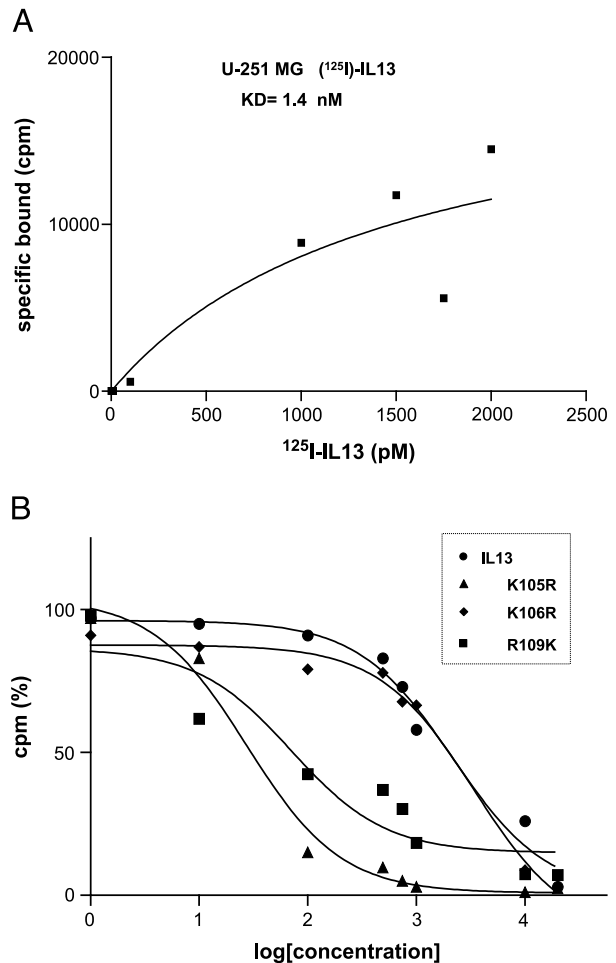 A
U-251 MG (¹²⁵I)-IL13
KD= 1.4 nM
20000
10000
0
specific bound (cpm)
0 500 1000 1500 2000 2500
¹²⁵I-IL13 (pM)
B
IL13
K105R
K106R
R109K
100
50
0
cpm (%)
0 1 2 3 4
log[concentration]